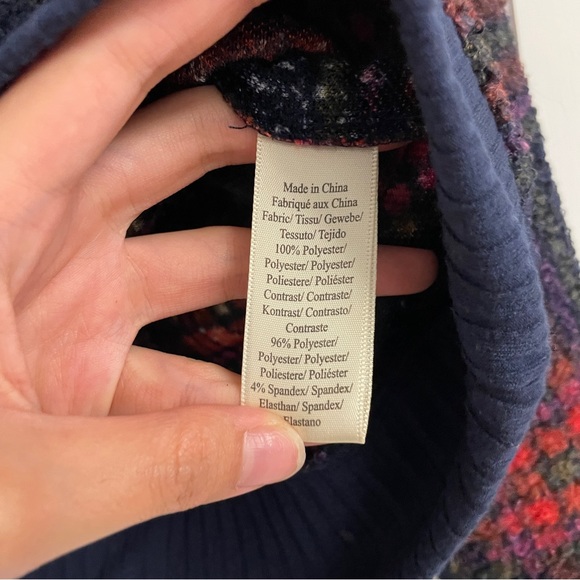 Made in China
Fabriqué aux China
Fabric/ Tissu/ Gewebe/
Tessuto/ Tejido
100% Polyester/
Polyester/ Polyester/
Poliestere/ Poliéster
Contrast/ Contraste/
Kontrast/ Contrasto/
Contraste
96% Polyester/
Polyester/ Polyester/
Poliestere/ Poliéster
4% Spandex/ Spandex/
Elasthan/ Spandex/
Elastano